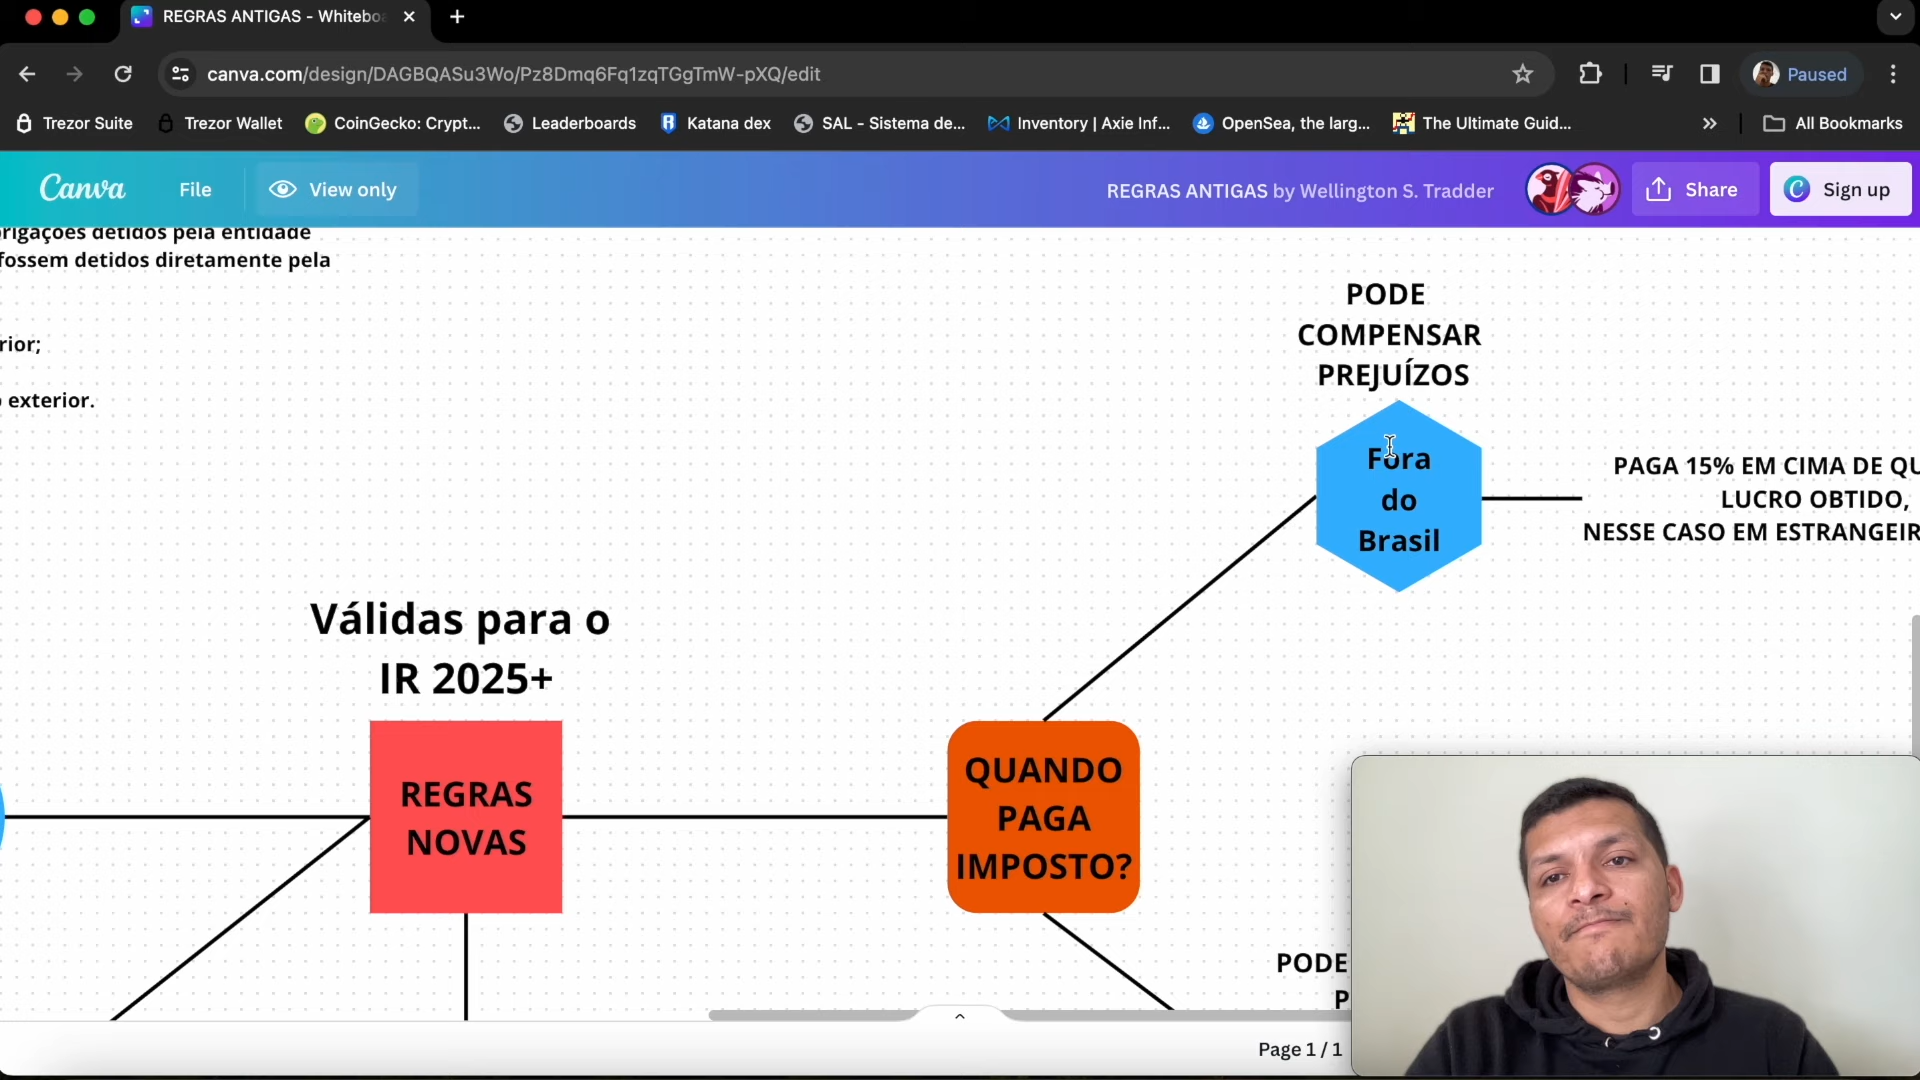 REGRAS ANTIGAS - Whitebo
canva.com/design/DAGBQASu3Wo/Pz8Dmq6Fq1zqTGgTmW-pXQ/edit
Paused
Trezor Suite
Trezor Wallet
CoinGecko: Crypt...
Leaderboards
Katana dex
SAL - Sistema de...
Inventory | Axie Inf...
OpenSea, the larg...
The Ultimate Guid...
All Bookmarks
Canva
File
View only
REGRAS ANTIGAS by Wellington S. Tradder
Share
Sign up
rigações detidos pela entidade
fossem detidos diretamente pela
rior;
exterior.
PODE
COMPENSAR
PREJUÍZOS
Fora
do
Brasil
PAGA 15% EM CIMA DE QU
LUCRO OBTIDO,
NESSE CASO EM ESTRANGEIR
Válidas para o
IR 2025+
REGRAS
NOVAS
QUANDO
PAGA
IMPOSTO?
PODE
P
Page 1 / 1